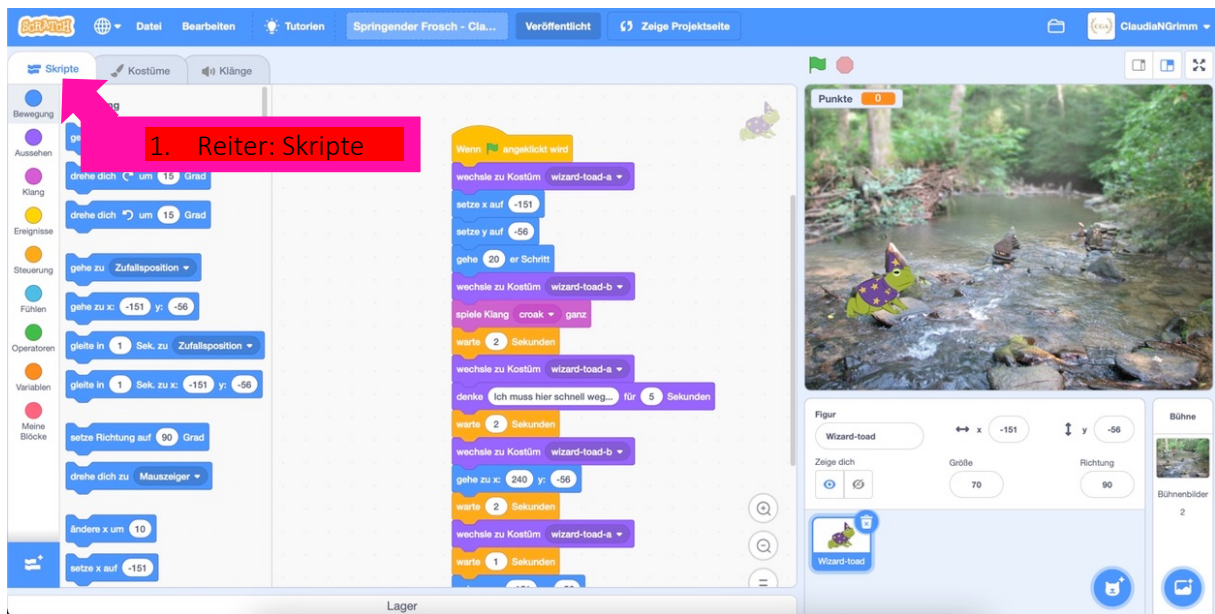 SCRATCH
Datei
Bearbeiten
Tutorien
Springender Frosch - Cla...
Veröffentlicht
Zeige Projektseite
ClaudiaNGrimm
Skripte
Kostüme
Klänge
1. Reiter: Skripte
Bewegung
Aussehen
Klang
Ereignisse
Steuerung
Fühlen
Operatoren
Variablen
Meine
Blöcke
drehe dich um 15 Grad
drehe dich um 15 Grad
gehe zu Zufallsposition
gehe zu x: -151 y: -56
gleite in 1 Sek. zu Zufallsposition
gleite in 1 Sek. zu x: -151 y: -56
setze Richtung auf 90 Grad
drehe dich zu Mauszeiger
ändere x um 10
setze x auf -151
Wenn angeklickt wird
wechsle zu Kostüm wizard-toad-a
setze x auf -151
setze y auf -56
gehe 20 er Schritt
wechsle zu Kostüm wizard-toad-b
spiele Klang croak ganz
warte 2 Sekunden
wechsle zu Kostüm wizard-toad-a
denke Ich muss hier schnell weg... für 5 Sekunden
warte 2 Sekunden
wechsle zu Kostüm wizard-toad-b
gehe zu x: 240 y: -56
warte 2 Sekunden
wechsle zu Kostüm wizard-toad-a
warte 1 Sekunden
Lager
Punkte 0
Figur
Wizard-toad
x -151
y -56
Zeige dich
Größe
70
Richtung
90
Wizard-toad
Bühne
Bühnenbilder
2